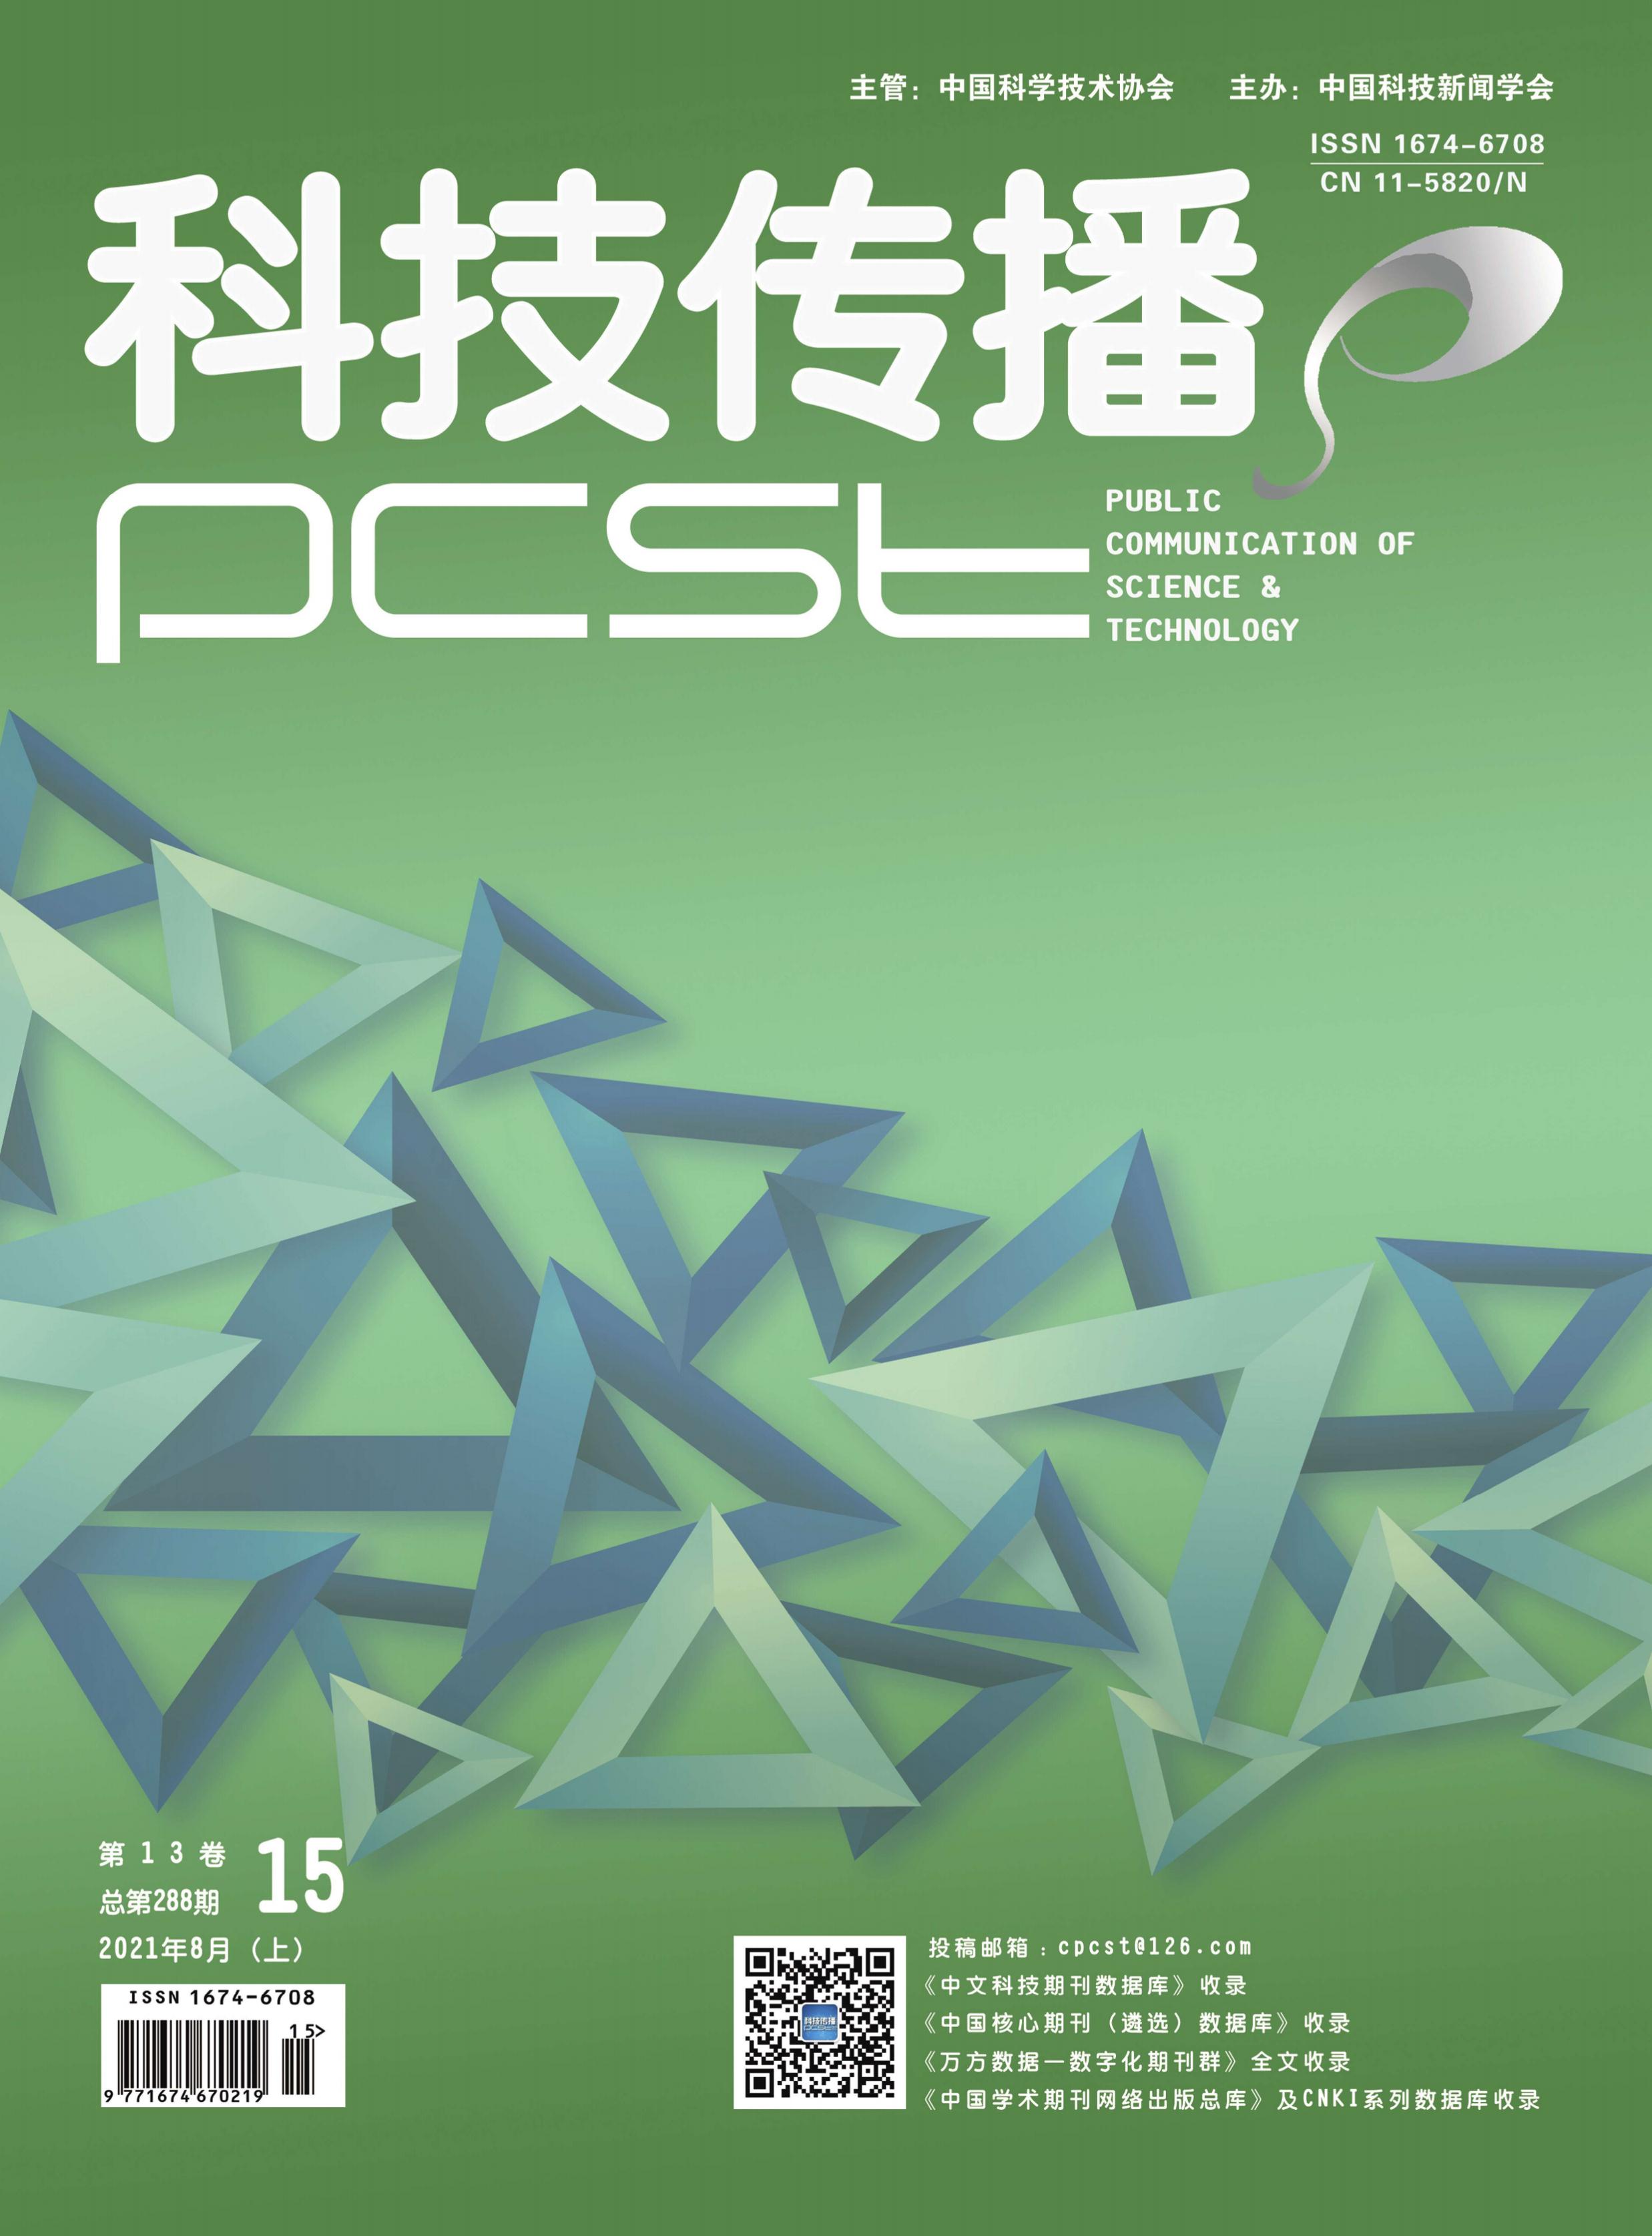 主管：中国科学技术协会 主办：中国科技新闻学会
ISSN 1674-6708
CN 11-5820/N
科技传播
pcst
PUBLIC
COMMUNICATION OF
SCIENCE &
TECHNOLOGY
第13卷
15
总第288期
2021年8月（上）
ISSN 1674-6708
15>
9 771674 670219
科技传播
投稿邮箱：cpcst@126.com
《中文科技期刊数据库》收录
《中国核心期刊（遴选）数据库》收录
《万方数据—数字化期刊群》全文收录
《中国学术期刊网络出版总库》及CNKI系列数据库收录